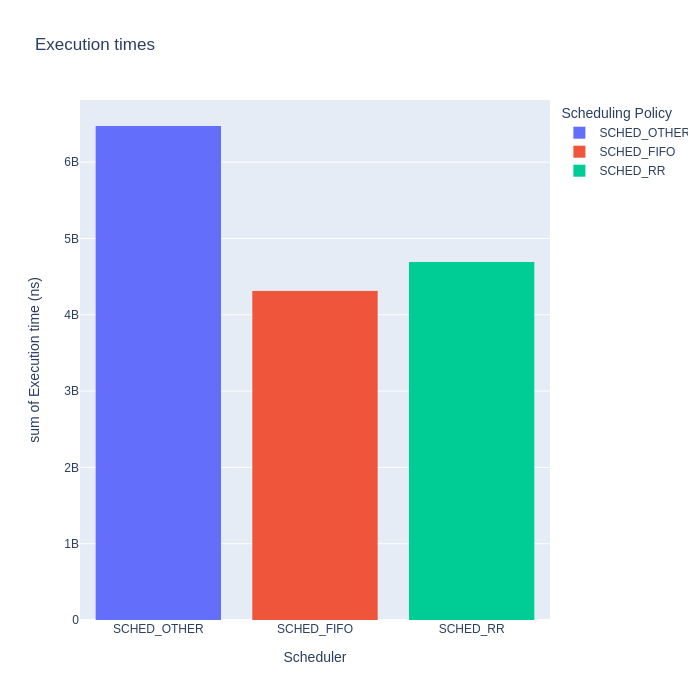 Execution times
Scheduling Policy
SCHED_OTHER
SCHED_FIFO
SCHED_RR
6B
5B
4B
3B
2B
1B
0
sum of Execution time (ns)
SCHED_OTHER
SCHED_FIFO
SCHED_RR
Scheduler